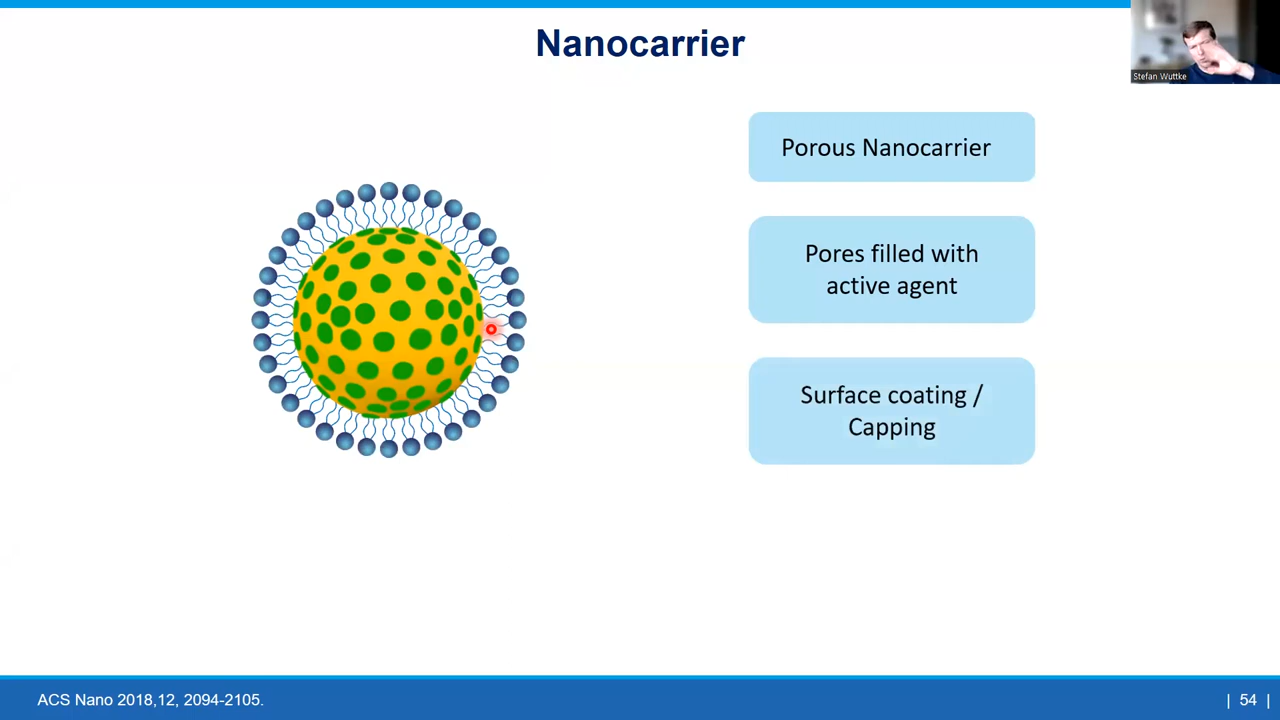 Nanocarrier
Stefan Wuttke
Porous Nanocarrier
Pores filled with
active agent
Surface coating /
Capping
ACS Nano 2018,12, 2094-2105.
| 54 |